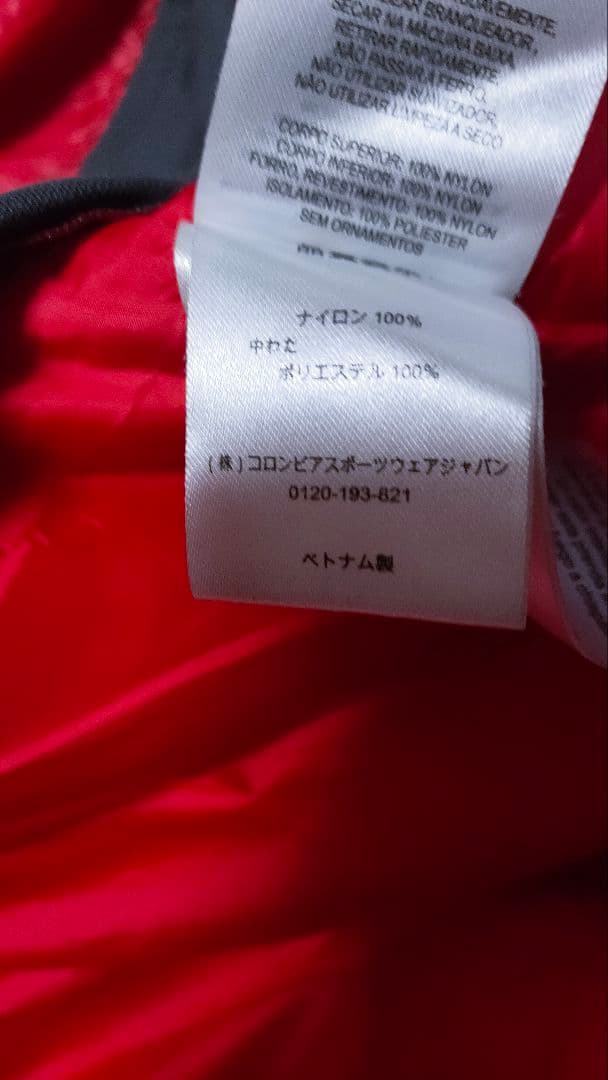 BRANQUEADOR,
SECAR NA MÁQUINA BAIXA,
RETIRAR RAPIDAMENTE,
NÃO PASSAR A FERRO,
NÃO UTILIZAR SUAVIZADOR,
NÃO UTILIZAR LIMPEZA A SECO
CORPO SUPERIOR: 100% NYLON
CORPO INFERIOR: 100% NYLON
FORRO, REVESTIMENTO: 100% NYLON
ISOLAMENTO: 100% POLIESTER
SEM ORNAMENTOS
ナイロン 100%
中わた
ポリエステル 100%
(株)コロンビアスポーツウェアジャパン
0120-193-821
ベトナム製